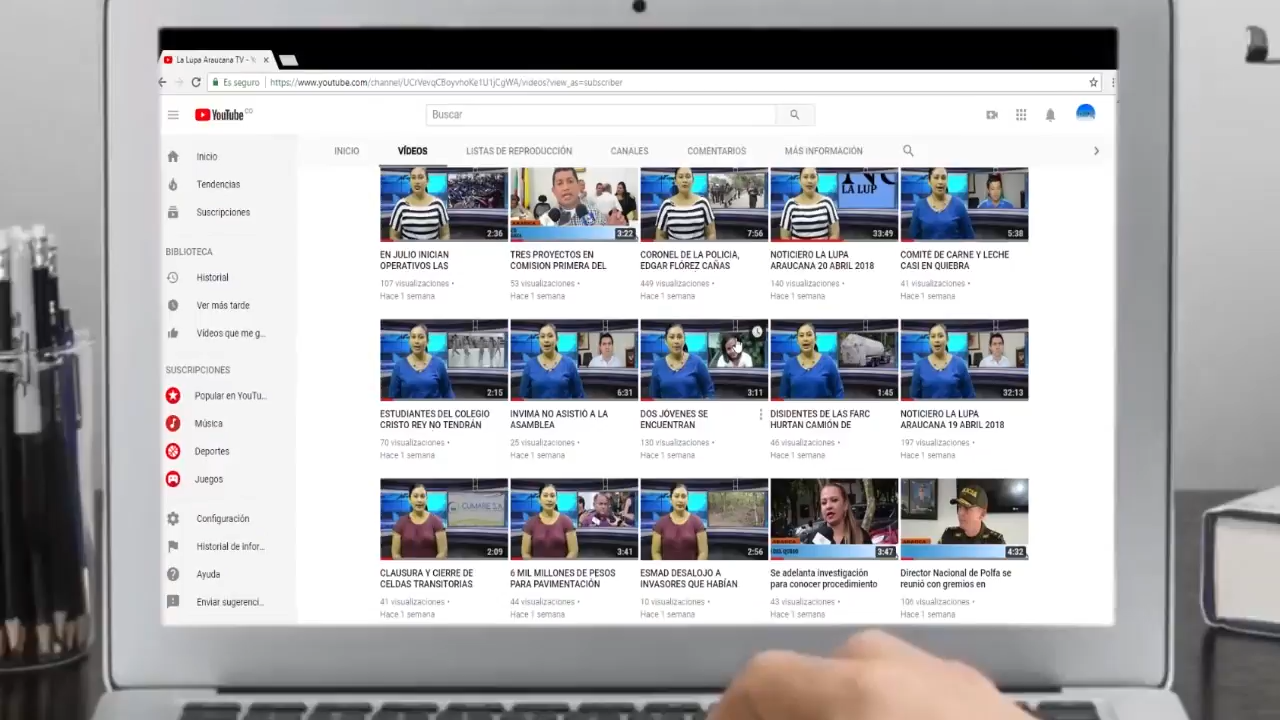 La Lupa Araucana TV -
Es seguro
https://www.youtube.com/channel/UCrVevqCBoyvhoKe1U1jCgWA/videos?view_as=subscriber
YouTube CO
Buscar
INICIO
VÍDEOS
LISTAS DE REPRODUCCIÓN
CANALES
COMENTARIOS
MÁS INFORMACIÓN
Inicio
Tendencias
Suscripciones
BIBLIOTECA
Historial
Ver más tarde
Vídeos que me g...
SUSCRIPCIONES
Popular en YouTu...
Música
Deportes
Juegos
Configuración
Historial de infor...
Ayuda
Enviar sugerenci...
2:36
EN JULIO INICIAN
OPERATIVOS LAS
107 visualizaciones •
Hace 1 semana
3:22
TRES PROYECTOS EN
COMISION PRIMERA DEL
53 visualizaciones •
Hace 1 semana
7:56
CORONEL DE LA POLICIA,
EDGAR FLÓREZ CAÑAS
449 visualizaciones •
Hace 1 semana
LA LUP
33:49
NOTICIERO LA LUPA
ARAUCANA 20 ABRIL 2018
140 visualizaciones •
Hace 1 semana
5:38
COMITÉ DE CARNE Y LECHE
CASI EN QUIEBRA
41 visualizaciones •
Hace 1 semana
2:15
ESTUDIANTES DEL COLEGIO
CRISTO REY NO TENDRÁN
70 visualizaciones •
Hace 1 semana
6:31
INVIMA NO ASISTIÓ A LA
ASAMBLEA
25 visualizaciones •
Hace 1 semana
3:11
DOS JÓVENES SE
ENCUENTRAN
130 visualizaciones •
Hace 1 semana
1:45
DISIDENTES DE LAS FARC
HURTAN CAMIÓN DE
46 visualizaciones •
Hace 1 semana
32:13
NOTICIERO LA LUPA
ARAUCANA 19 ABRIL 2018
197 visualizaciones •
Hace 1 semana
CUMARE S.A.
2:09
CLAUSURA Y CIERRE DE
CELDAS TRANSITORIAS
41 visualizaciones •
Hace 1 semana
3:41
6 MIL MILLONES DE PESOS
PARA PAVIMENTACIÓN
44 visualizaciones •
Hace 1 semana
2:56
ESMAD DESALOJO A
INVASORES QUE HABÍAN
10 visualizaciones •
Hace 1 semana
3:47
Se adelanta investigación
para conocer procedimiento
43 visualizaciones •
Hace 1 semana
4:32
Director Nacional de Polfa se
reunió con gremios en
106 visualizaciones •
Hace 1 semana